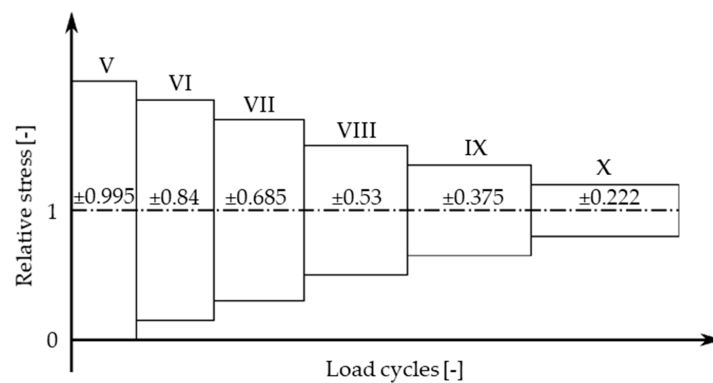 V
VI
VII
VIII
IX
X
±0.995
±0.84
±0.685
±0.53
±0.375
±0.222
Relative stress [-]
1
0
Load cycles [-]